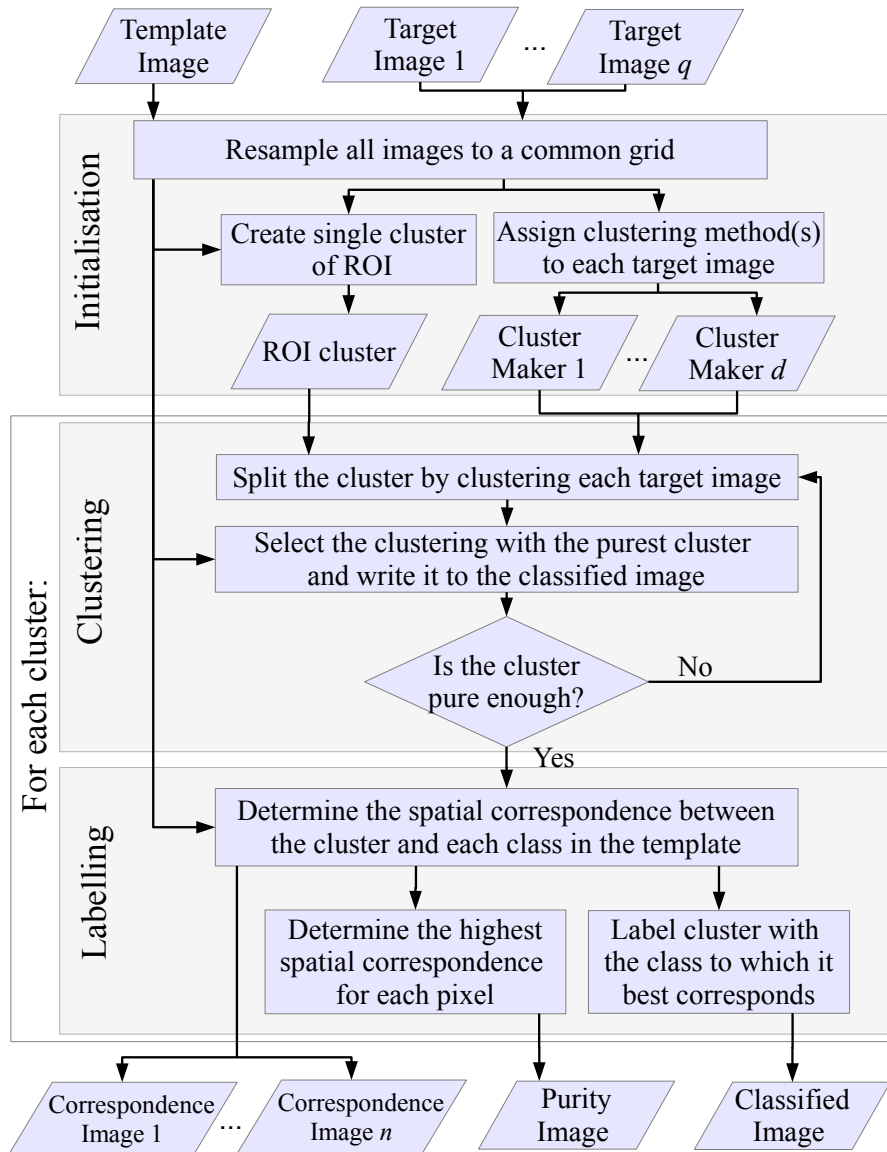 Template
Image
Target
Image 1
...
Target
Image q
Initialisation
Resample all images to a common grid
Create single cluster
of ROI
Assign clustering method(s)
to each target image
ROI cluster
Cluster
Maker 1
...
Cluster
Maker d
For each cluster:
Clustering
Split the cluster by clustering each target image
Select the clustering with the purest cluster
and write it to the classified image
Is the cluster
pure enough?
No
Yes
Labelling
Determine the spatial correspondence between
the cluster and each class in the template
Determine the highest
spatial correspondence
for each pixel
Label cluster with
the class to which it
best corresponds
Correspondence
Image 1
...
Correspondence
Image n
Purity
Image
Classified
Image